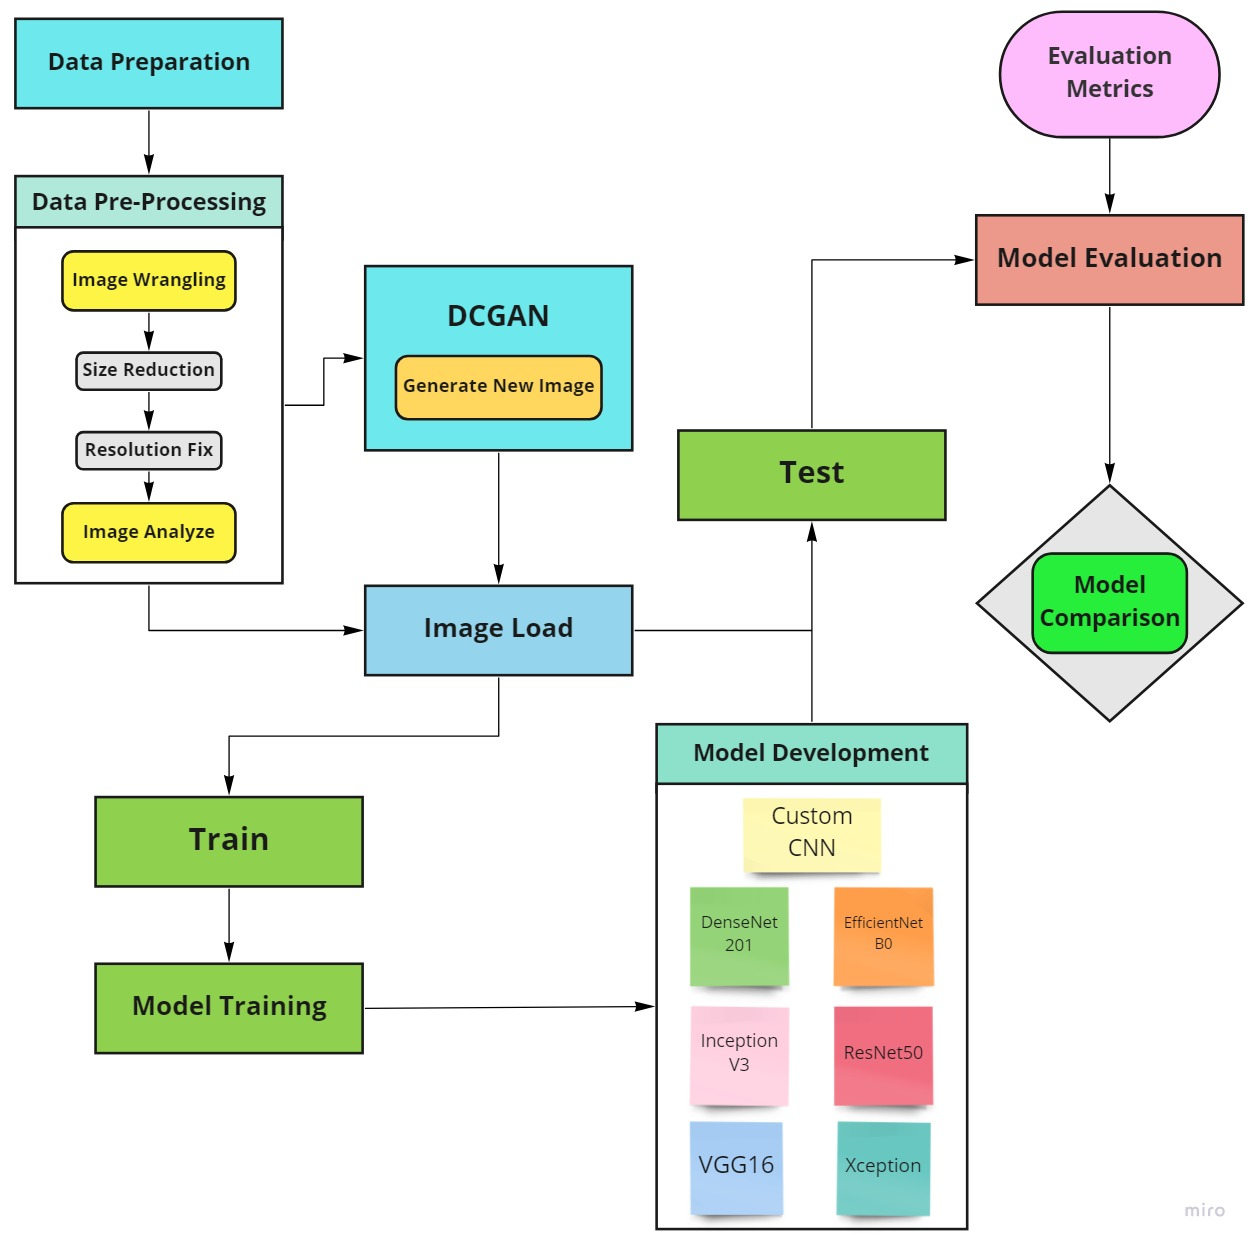 Data Preparation
Data Pre-Processing
Image Wrangling
Size Reduction
Resolution Fix
Image Analyze
DCGAN
Generate New Image
Image Load
Train
Model Training
Model Development
Custom
CNN
DenseNet
201
EfficientNet
B0
Inception
V3
ResNet50
VGG16
Xception
Test
Evaluation
Metrics
Model Evaluation
Model
Comparison
miro